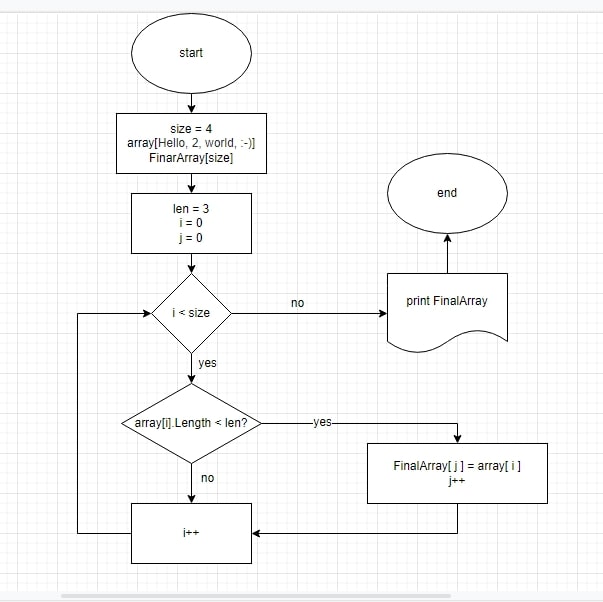 start
size = 4
array[Hello, 2, world, :-)]
FinarArray[size]
len = 3
i = 0
j = 0
end
i < size
no
print FinalArray
yes
array[i].Length < len?
yes
FinalArray[ j ] = array[ i ]
j++
no
i++